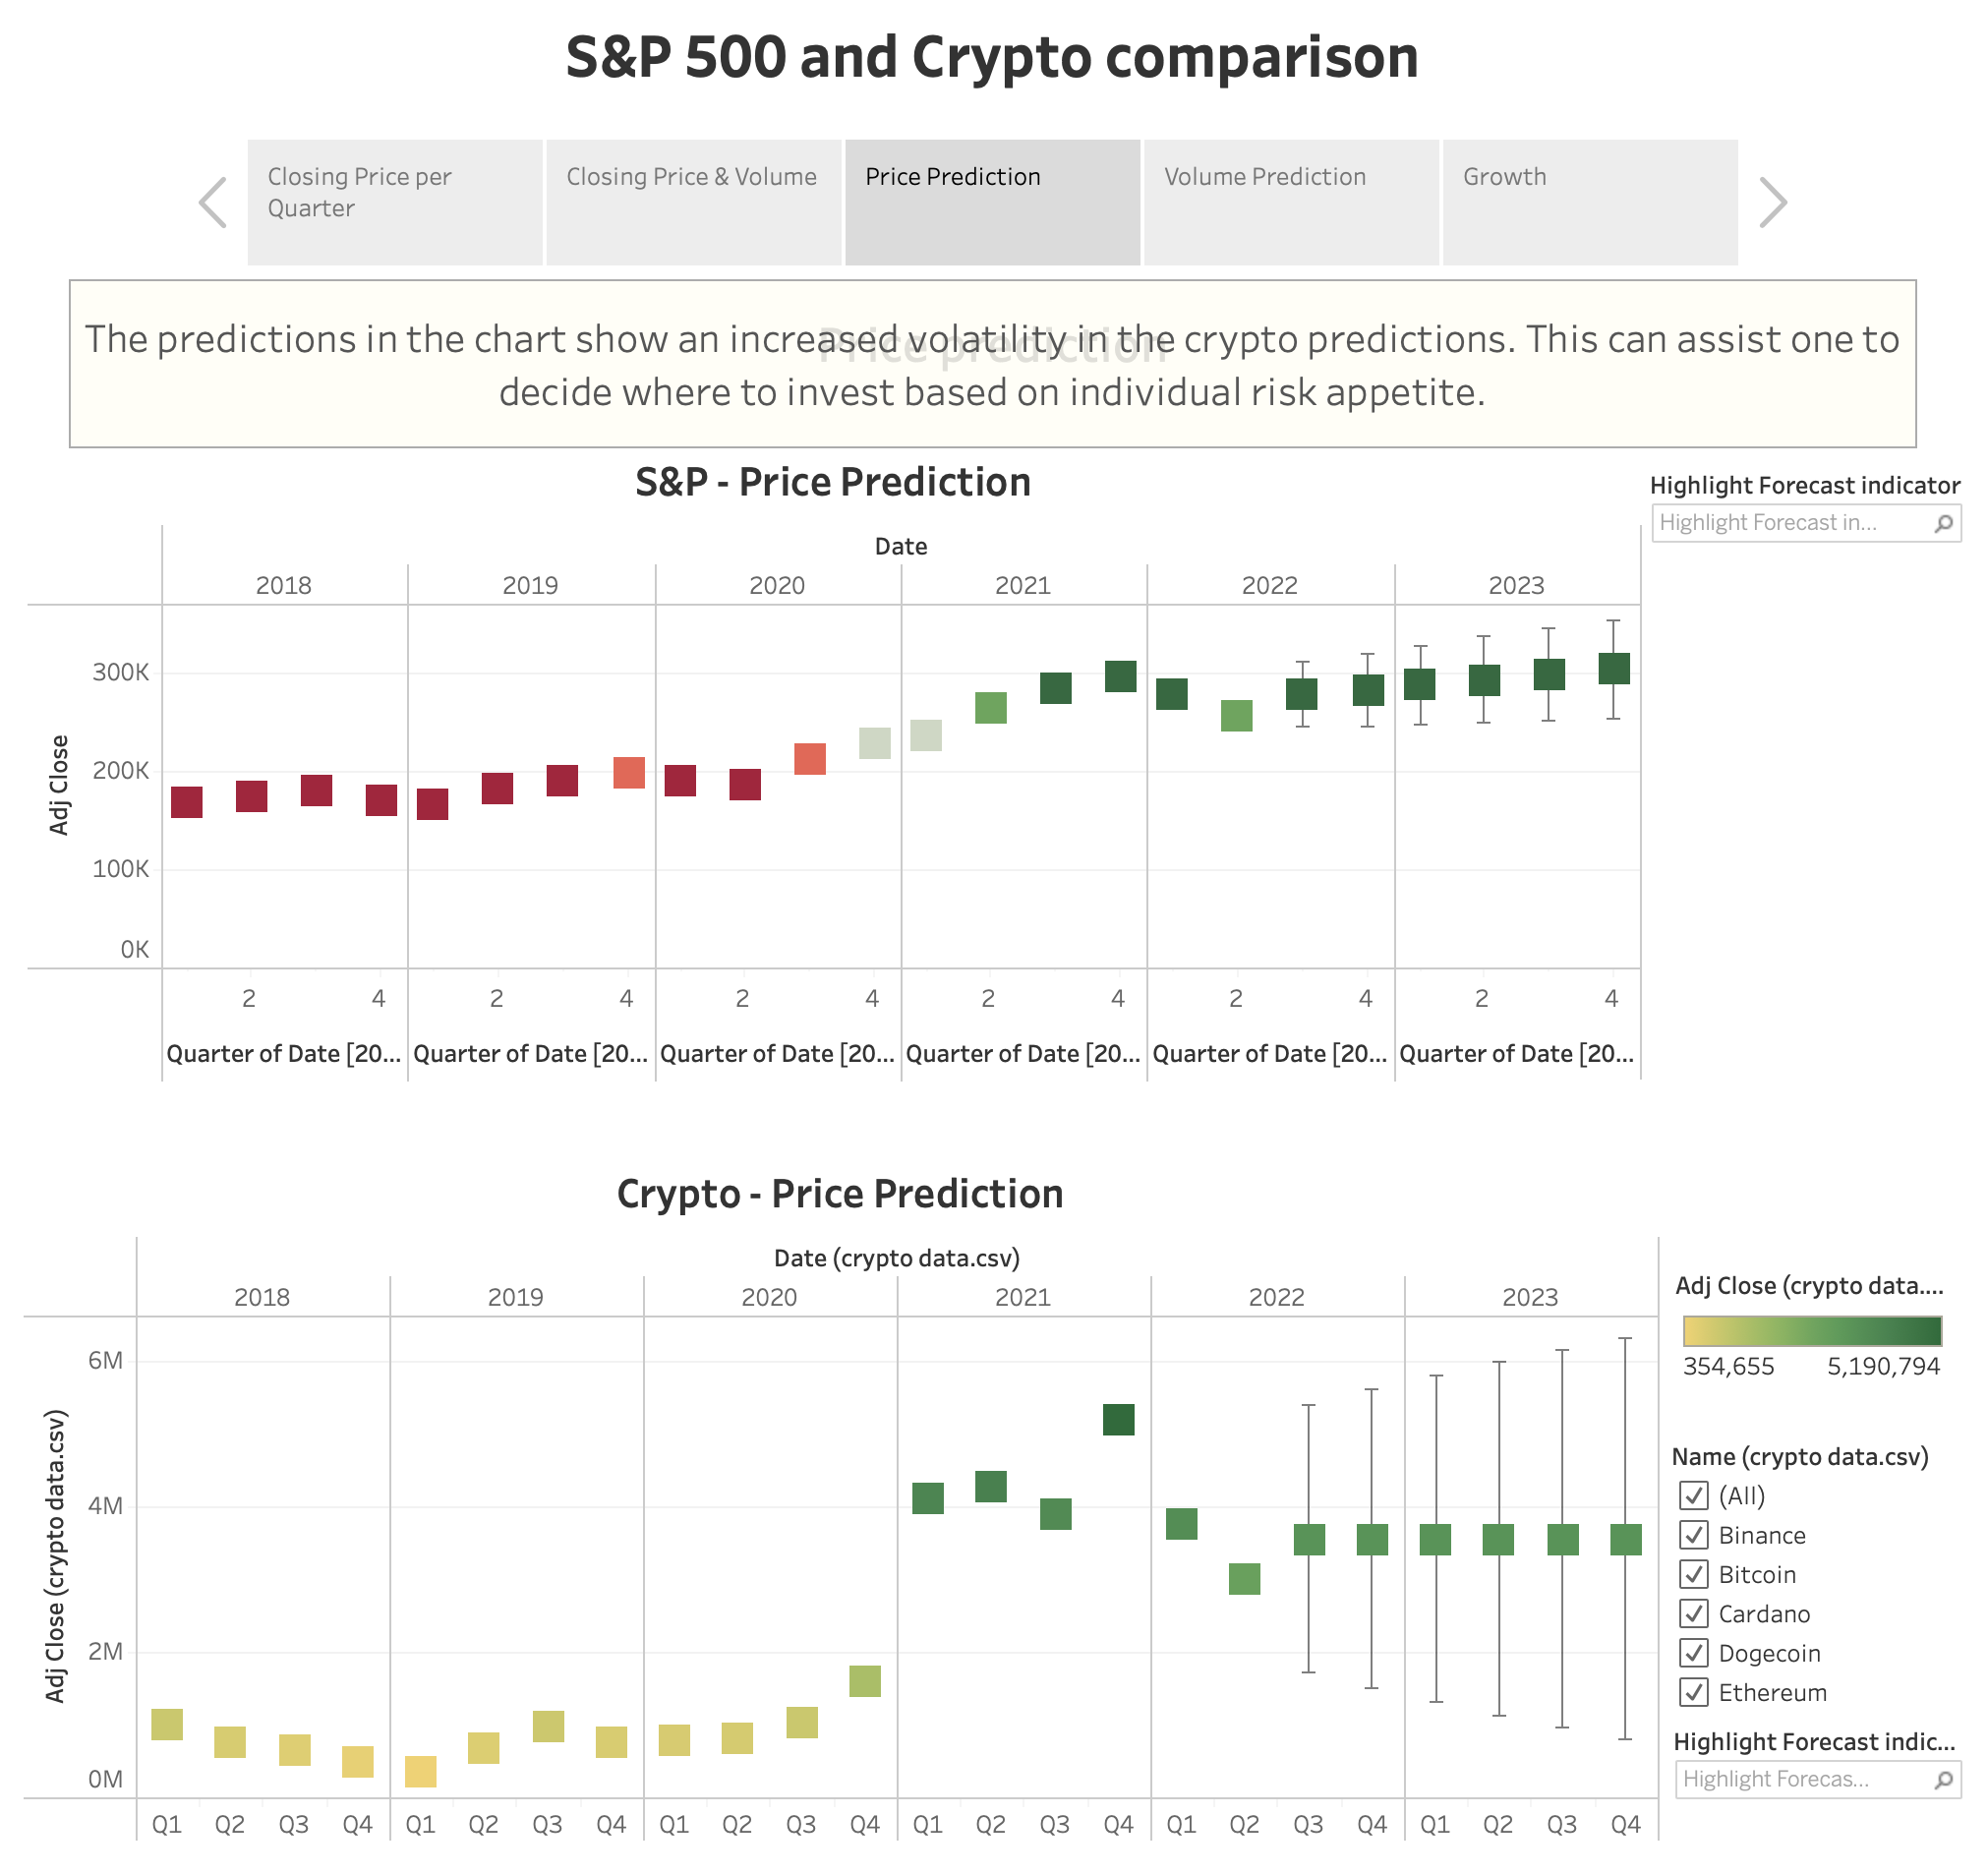 S&P 500 and Crypto comparison
Closing Price per
Quarter
Closing Price & Volume
Price Prediction
Volume Prediction
Growth
Price prediction
The predictions in the chart show an increased volatility in the crypto predictions. This can assist one to
decide where to invest based on individual risk appetite.
S&P - Price Prediction
Highlight Forecast indicator
Highlight Forecast in...
Date
2018 2019 2020 2021 2022 2023
Adj Close
300K
200K
100K
0K
2 4 2 4 2 4 2 4 2 4 2 4
Quarter of Date [20... Quarter of Date [20... Quarter of Date [20... Quarter of Date [20... Quarter of Date [20... Quarter of Date [20...
Crypto - Price Prediction
Date (crypto data.csv)
2018 2019 2020 2021 2022 2023
Adj Close (crypto data.csv)
6M
4M
2M
0M
Q1 Q2 Q3 Q4 Q1 Q2 Q3 Q4 Q1 Q2 Q3 Q4 Q1 Q2 Q3 Q4 Q1 Q2 Q3 Q4 Q1 Q2 Q3 Q4
Adj Close (crypto data....
354,655 5,190,794
Name (crypto data.csv)
(All)
Binance
Bitcoin
Cardano
Dogecoin
Ethereum
Highlight Forecast indic...
Highlight Forecas...